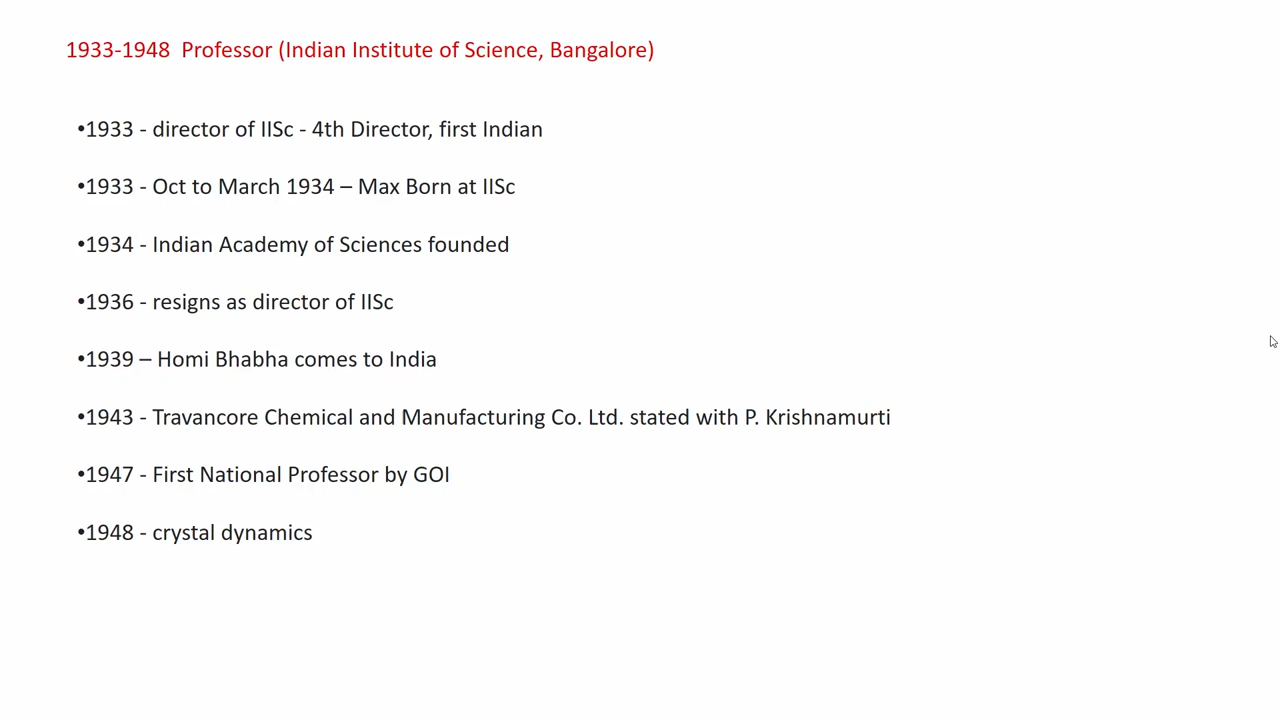 1933-1948  Professor (Indian Institute of Science, Bangalore)
•1933 - director of IISc - 4th Director, first Indian
•1933 - Oct to March 1934 – Max Born at IISc
•1934 - Indian Academy of Sciences founded
•1936 - resigns as director of IISc
•1939 – Homi Bhabha comes to India
•1943 - Travancore Chemical and Manufacturing Co. Ltd. stated with P. Krishnamurti
•1947 - First National Professor by GOI
•1948 - crystal dynamics